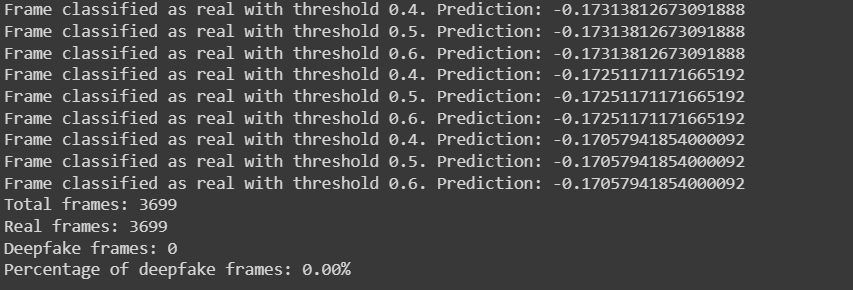 Frame classified as real with threshold 0.4. Prediction: -0.17313812673091888
Frame classified as real with threshold 0.5. Prediction: -0.17313812673091888
Frame classified as real with threshold 0.6. Prediction: -0.17313812673091888
Frame classified as real with threshold 0.4. Prediction: -0.17251171171665192
Frame classified as real with threshold 0.5. Prediction: -0.17251171171665192
Frame classified as real with threshold 0.6. Prediction: -0.17251171171665192
Frame classified as real with threshold 0.4. Prediction: -0.17057941854000092
Frame classified as real with threshold 0.5. Prediction: -0.17057941854000092
Frame classified as real with threshold 0.6. Prediction: -0.17057941854000092
Total frames: 3699
Real frames: 3699
Deepfake frames: 0
Percentage of deepfake frames: 0.00%